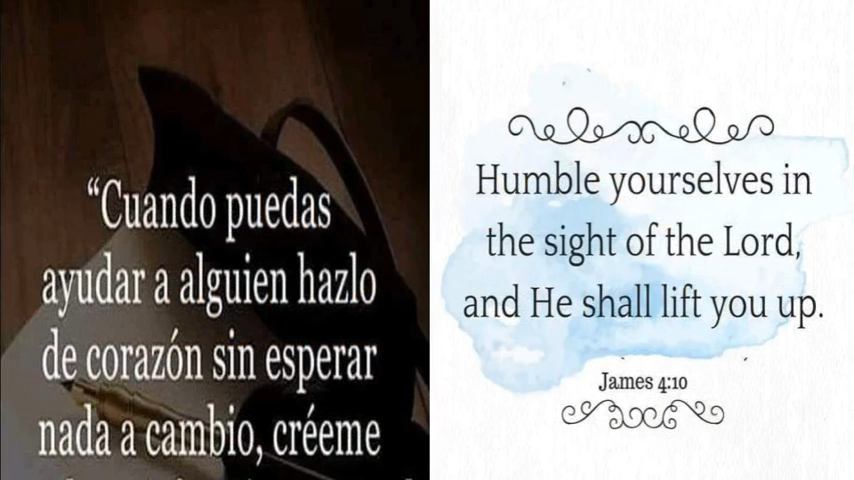 “Cuando puedas
ayudar a alguien hazlo
de corazón sin esperar
nada a cambio, créeme
Humble yourselves in
the sight of the Lord,
and He shall lift you up.
James 4:10